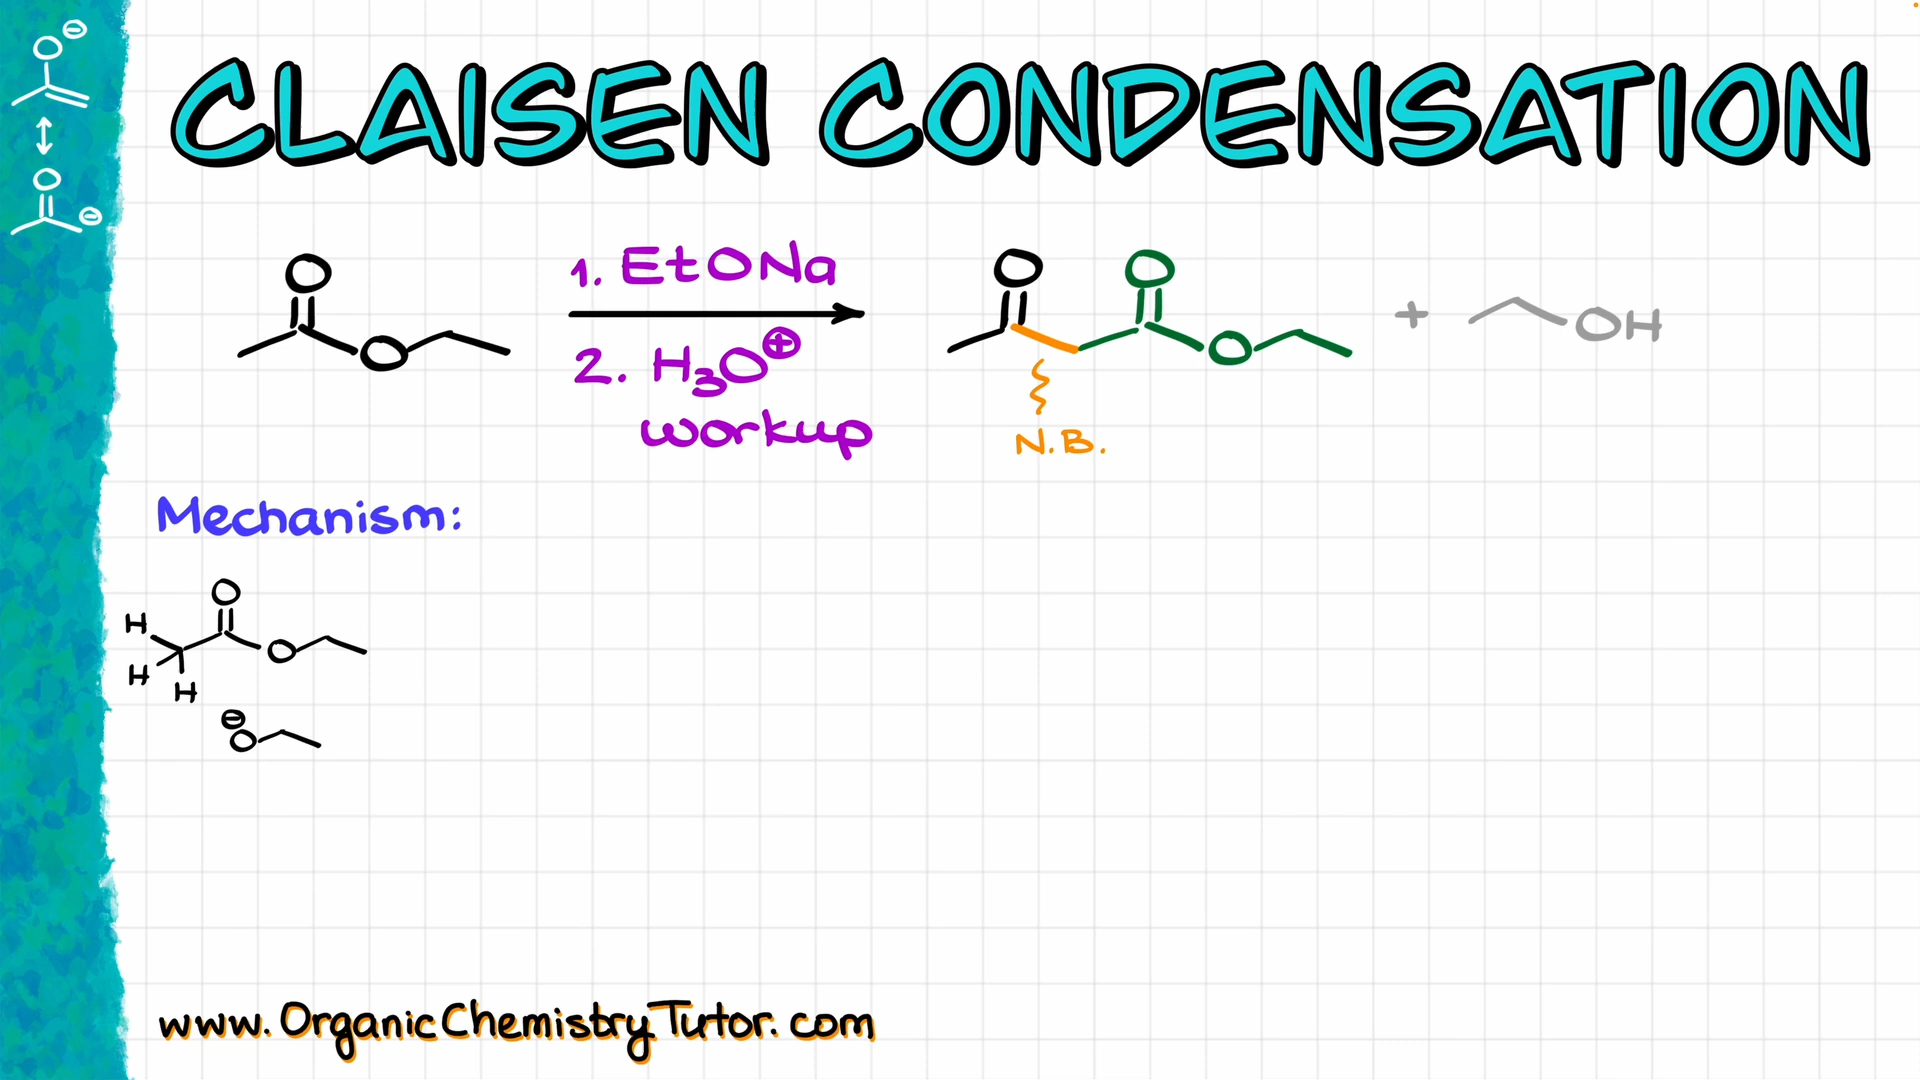 CLAISEN CONDENSATION
1. EtONa
2. H₃O⊕
workup
O
O
O
O
O
+
OH
N.B.
Mechanism:
O
H
O
H
H
⊖
O
www.OrganicChemistryTutor.com
O⊖
O
⊖